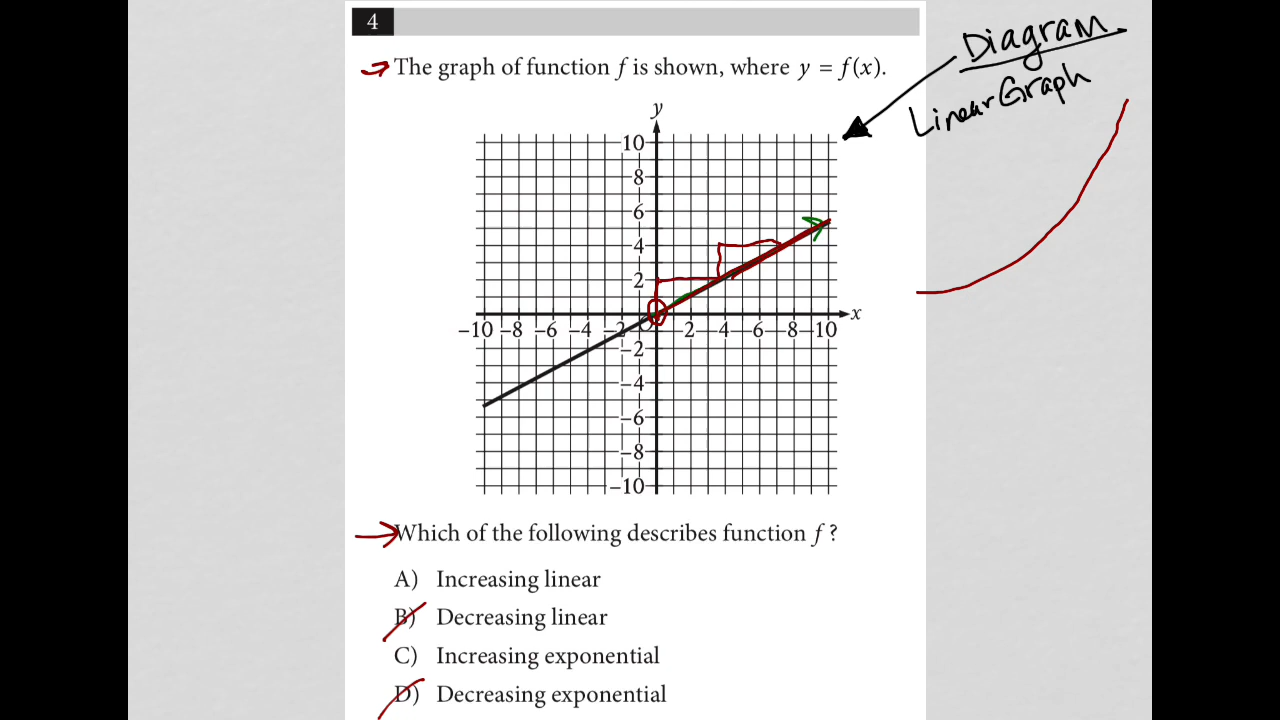 4
Diagram
Linear Graph
The graph of function f is shown, where y = f(x).
y
10
8
6
4
2
−10 −8 −6 −4 −2 O 2 4 6 8 10 x
−2
−4
−6
−8
−10
Which of the following describes function f ?
A) Increasing linear
B) Decreasing linear
C) Increasing exponential
D) Decreasing exponential